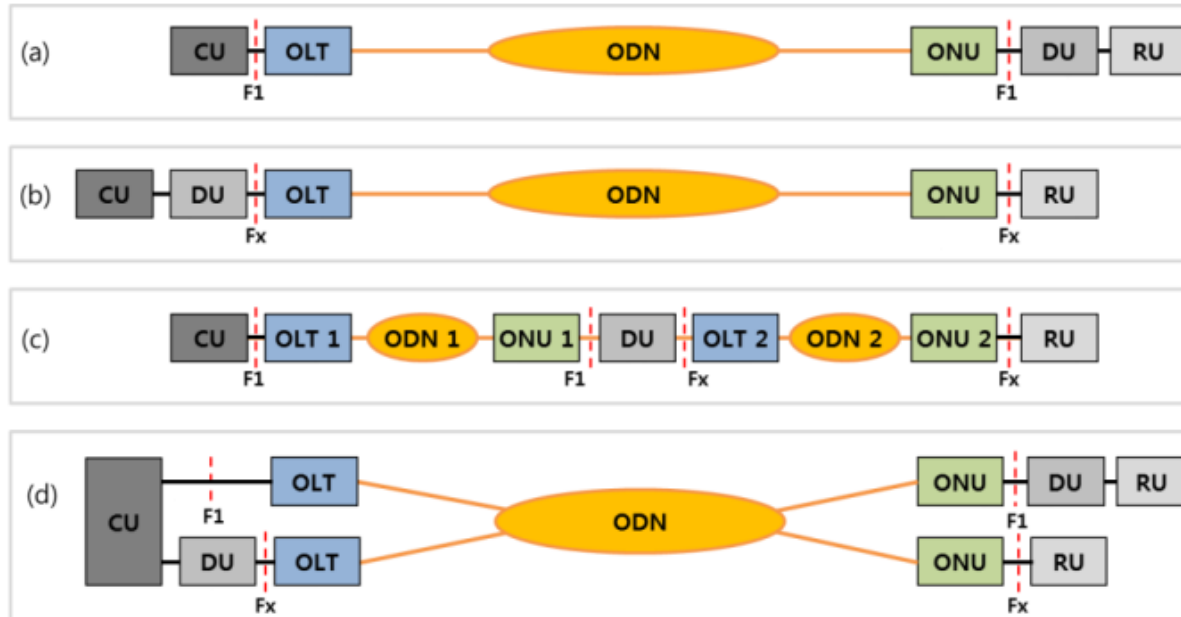 (a) CU OLT ODN ONU DU RU
F1 F1
(b) CU DU OLT ODN ONU RU
Fx Fx
(c) CU OLT 1 ODN 1 ONU 1 DU OLT 2 ODN 2 ONU 2 RU
F1 F1 Fx Fx
OLT ONU DU RU
(d) CU F1 ODN F1
DU OLT ONU RU
Fx Fx